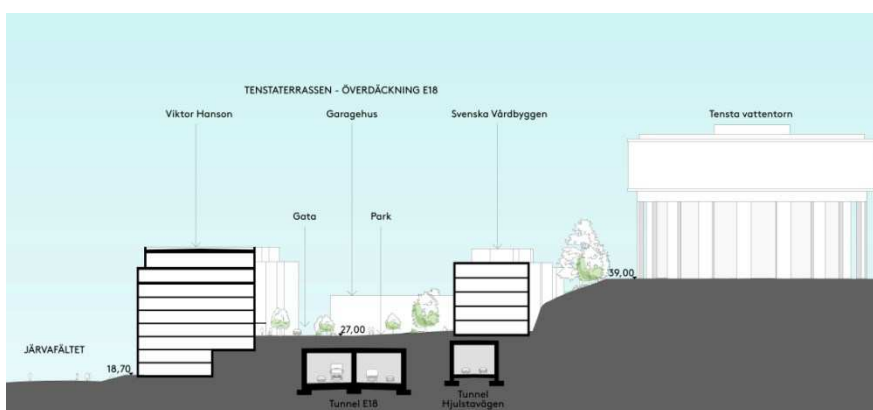 TENSTATERRASSEN - ÖVERDÄCKNING E18
Viktor Hanson
Garagehus
Svenska Vårdbyggen
Tensta vattentorn
Gata
Park
39,00
27,00
JÄRVAFÄLTET
18,70
Tunnel E18
Tunnel
Hjulstavägen